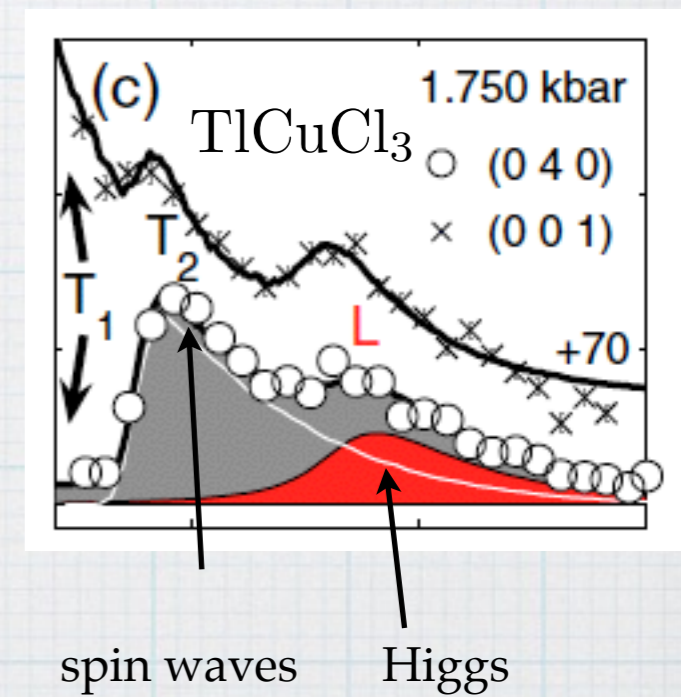 (c)
1.750 kbar
TlCuCl₃
○ (0 4 0)
× (0 0 1)
T₂
T₁
L
+70
spin waves
Higgs